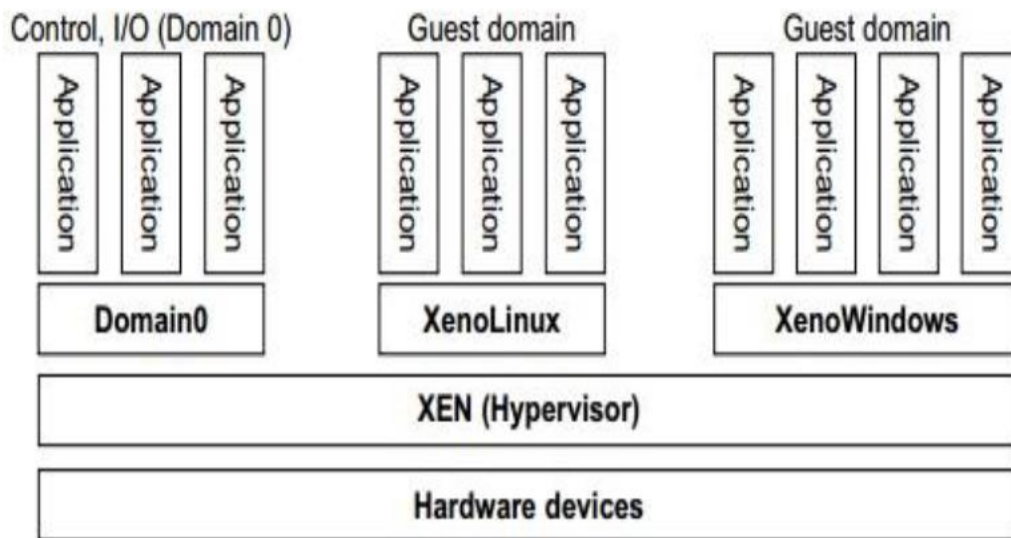 Control, I/O (Domain 0)
Guest domain
Guest domain
Application
Application
Application
Application
Application
Application
Application
Application
Application
Application
Domain0
XenoLinux
XenoWindows
XEN (Hypervisor)
Hardware devices